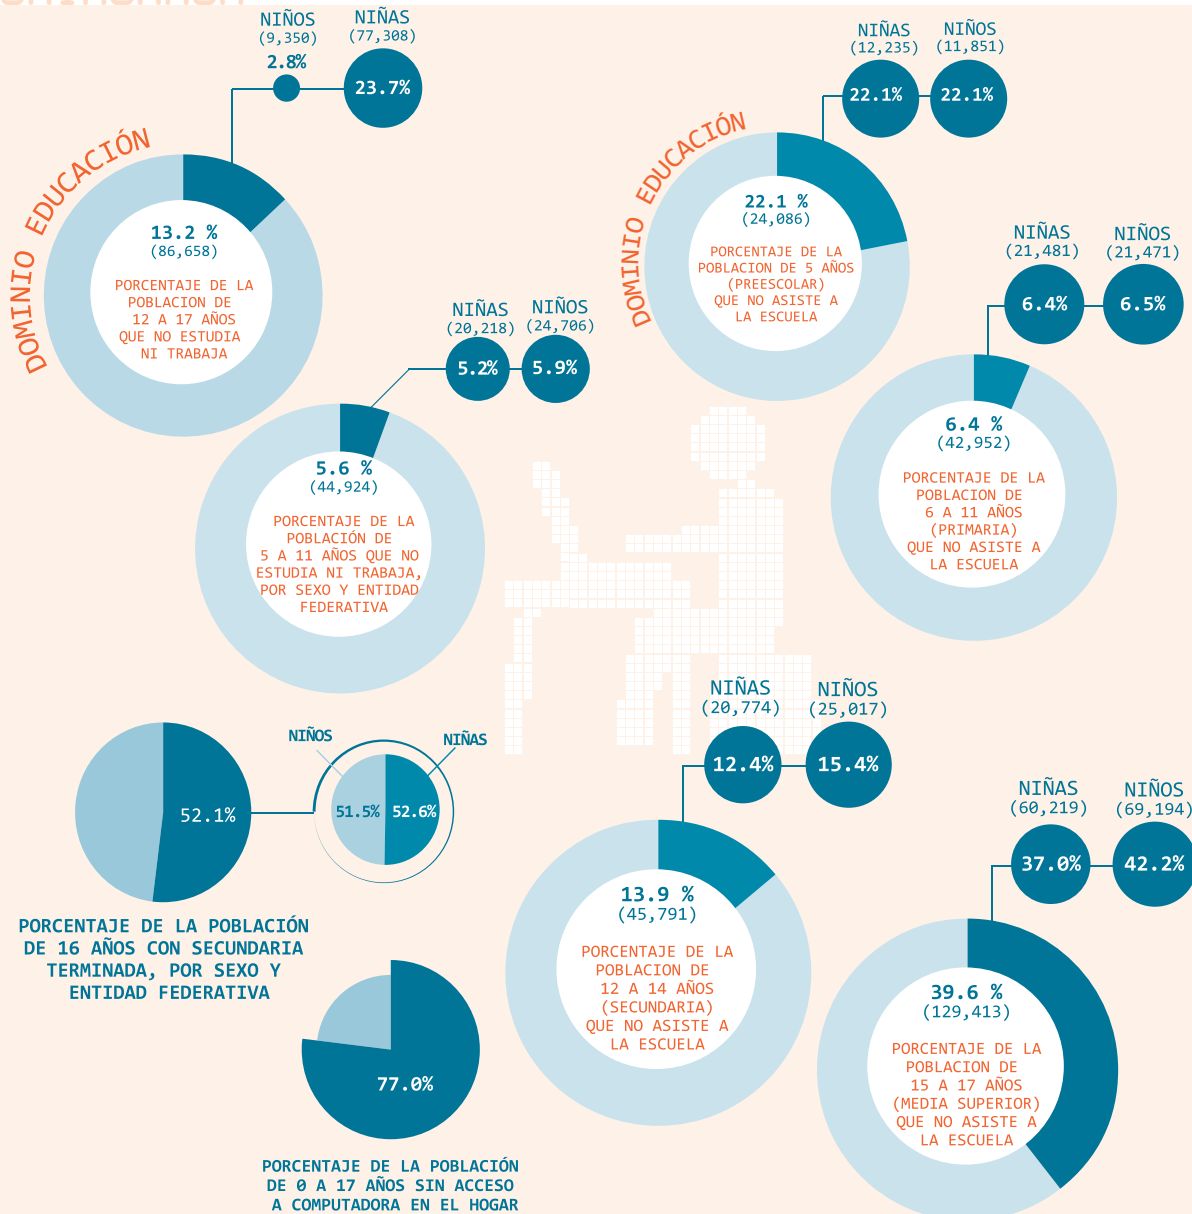 NIÑOS
(9,350)
2.8%
NIÑAS
(77,308)
23.7%
DOMINIO EDUCACIÓN
13.2 %
(86,658)
PORCENTAJE DE LA
POBLACION DE
12 A 17 AÑOS
QUE NO ESTUDIA
NI TRABAJA
NIÑAS
(20,218)
5.2%
NIÑOS
(24,706)
5.9%
5.6 %
(44,924)
PORCENTAJE DE LA
POBLACIÓN DE
5 A 11 AÑOS QUE NO
ESTUDIA NI TRABAJA,
POR SEXO Y ENTIDAD
FEDERATIVA
NIÑAS
(12,235)
22.1%
NIÑOS
(11,851)
22.1%
DOMINIO EDUCACIÓN
22.1 %
(24,086)
PORCENTAJE DE LA
POBLACION DE 5 AÑOS
(PREESCOLAR)
QUE NO ASISTE A
LA ESCUELA
NIÑAS
(21,481)
6.4%
NIÑOS
(21,471)
6.5%
6.4 %
(42,952)
PORCENTAJE DE LA
POBLACION DE
6 A 11 AÑOS
(PRIMARIA)
QUE NO ASISTE A
LA ESCUELA
52.1%
NIÑOS
NIÑAS
51.5%
52.6%
PORCENTAJE DE LA POBLACIÓN
DE 16 AÑOS CON SECUNDARIA
TERMINADA, POR SEXO Y
ENTIDAD FEDERATIVA
77.0%
PORCENTAJE DE LA POBLACIÓN
DE 0 A 17 AÑOS SIN ACCESO
A COMPUTADORA EN EL HOGAR
NIÑAS
(20,774)
12.4%
NIÑOS
(25,017)
15.4%
13.9 %
(45,791)
PORCENTAJE DE LA
POBLACION DE
12 A 14 AÑOS
(SECUNDARIA)
QUE NO ASISTE A
LA ESCUELA
NIÑAS
(60,219)
37.0%
NIÑOS
(69,194)
42.2%
39.6 %
(129,413)
PORCENTAJE DE LA
POBLACION DE
15 A 17 AÑOS
(MEDIA SUPERIOR)
QUE NO ASISTE A
LA ESCUELA